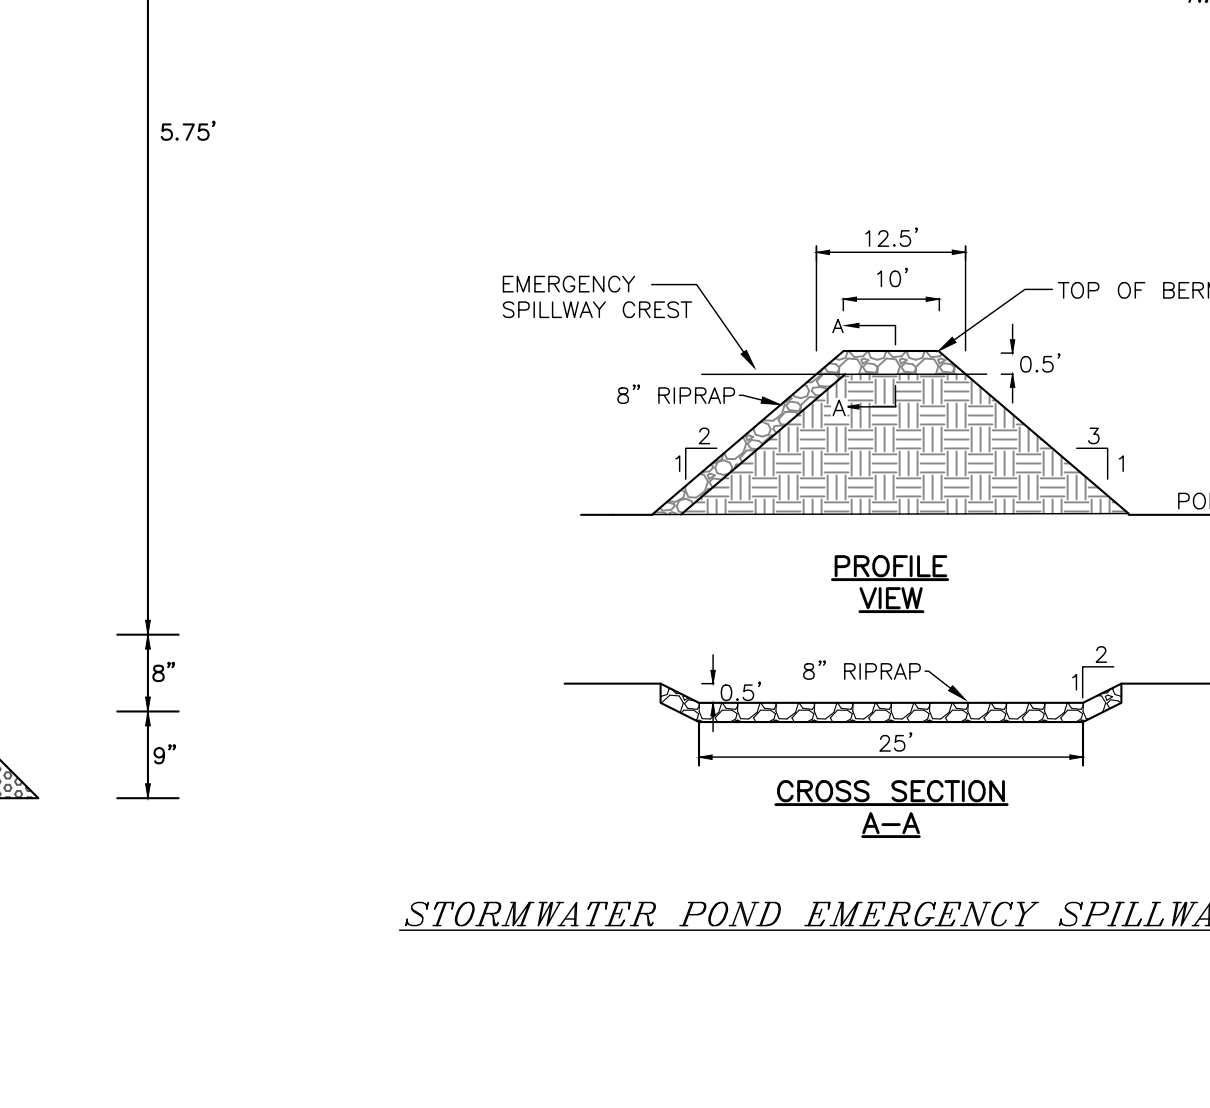 5.75'
12.5'
10'
EMERGENCY
SPILLWAY CREST
TOP OF
A
0.5'
8" RIPRAP
A
2
1
3
1
PROFILE
VIEW
8"
9"
8" RIPRAP
2
1
0.5'
25'
CROSS SECTION
A-A
STORMWATER POND EMERGENCY